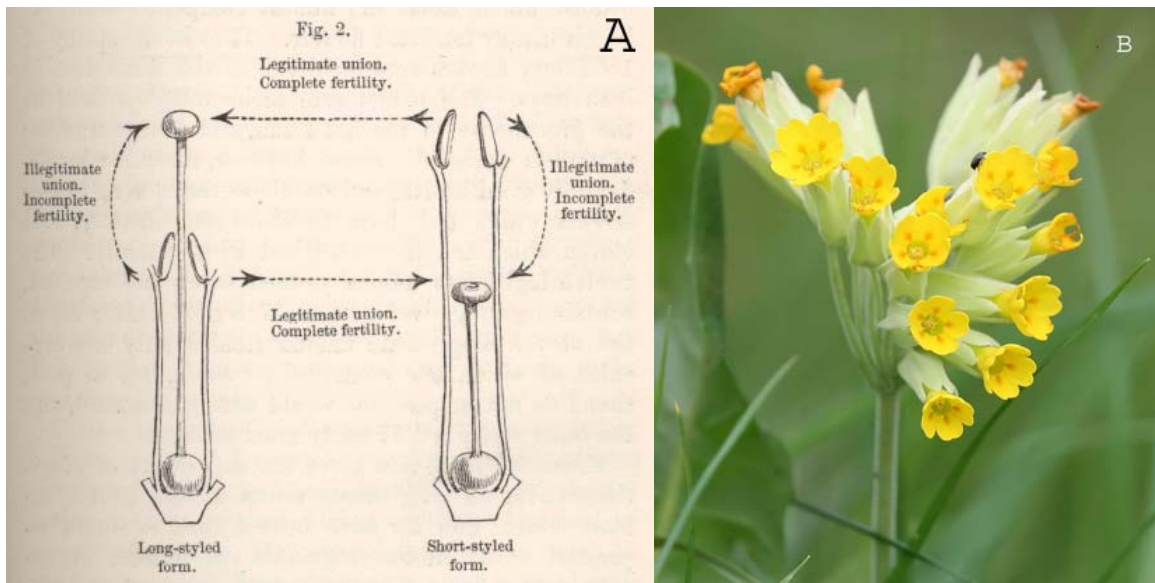 Fig. 2.
A
Legitimate union.
Complete fertility.
Illegitimate
union.
Incomplete
fertility.
Illegitimate
union.
Incomplete
fertility.
Legitimate union.
Complete fertility.
Long-styled
form.
Short-styled
form.
B